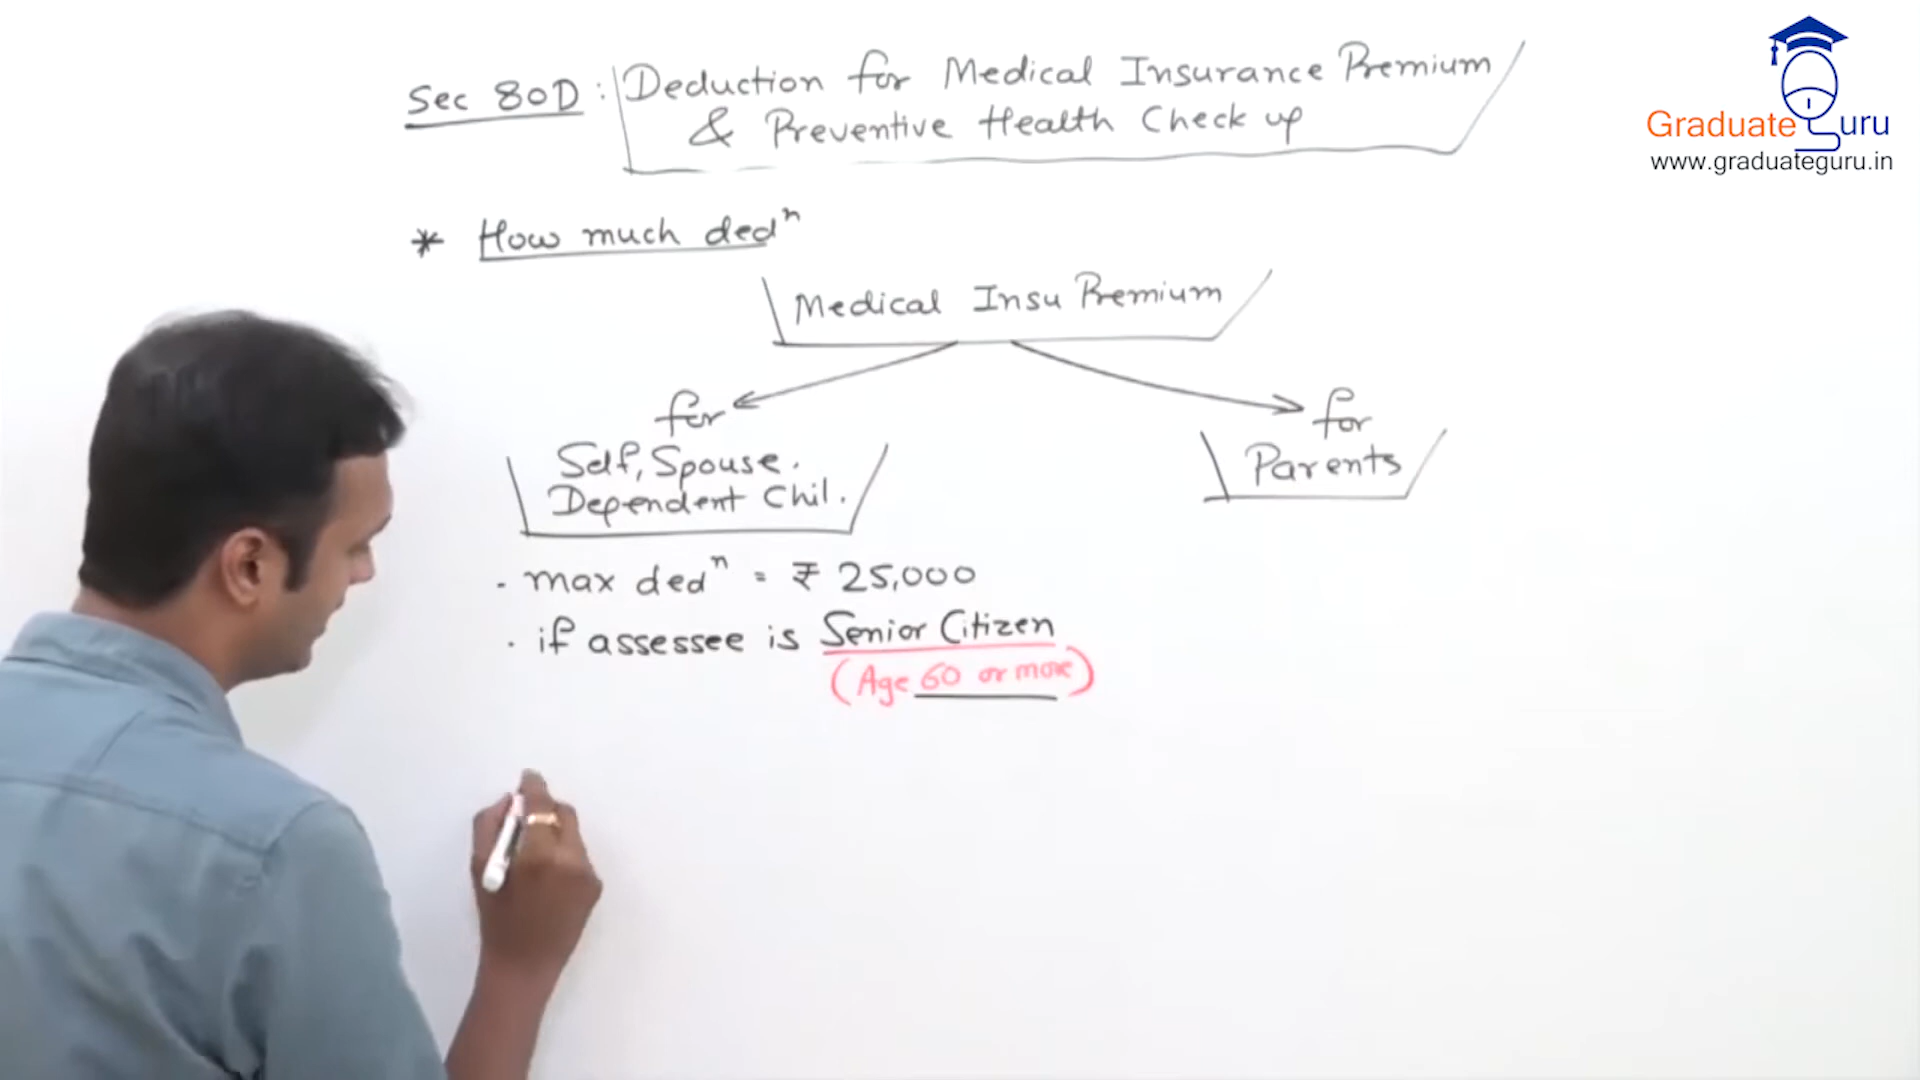 Sec 80D : Deduction for Medical Insurance Premium
& Preventive Health Check up
* How much dedⁿ
Medical Insu Premium
for
Self, Spouse.
Dependent Chil.
for
Parents
. max dedⁿ = ₹ 25,000
. if assessee is Senior Citizen
(Age 60 or more)
Graduate Guru
www.graduateguru.in